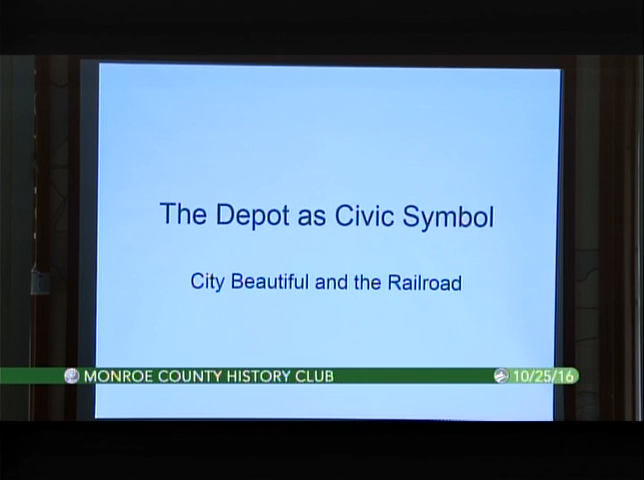 The Depot as Civic Symbol
City Beautiful and the Railroad
MONROE COUNTY HISTORY CLUB 10/25/16